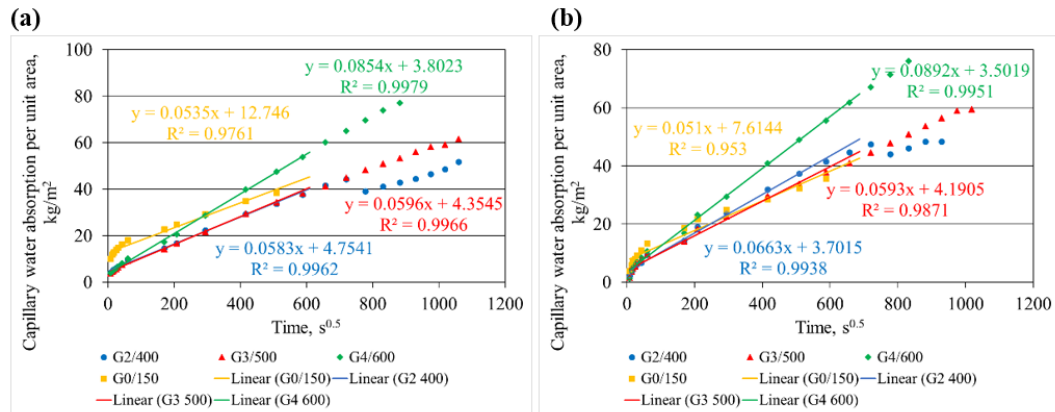 (a)
Capillary water absorption per unit area,
kg/m²
100
80
60
40
20
0
y = 0.0854x + 3.8023
R² = 0.9979
y = 0.0535x + 12.746
R² = 0.9761
y = 0.0596x + 4.3545
R² = 0.9966
y = 0.0583x + 4.7541
R² = 0.9962
0 200 400 600 800 1000 1200
Time, s^0.5
G2/400 G3/500 G4/600
G0/150 Linear (G0/150) Linear (G2 400)
Linear (G3 500) Linear (G4 600)
(b)
Capillary water absorption per unit area,
kg/m²
80
60
40
20
0
y = 0.0892x + 3.5019
R² = 0.9951
y = 0.051x + 7.6144
R² = 0.953
y = 0.0593x + 4.1905
R² = 0.9871
y = 0.0663x + 3.7015
R² = 0.9938
0 200 400 600 800 1000 1200
Time, s^0.5
G2/400 G3/500 G4/600
G0/150 Linear (G0/150) Linear (G2 400)
Linear (G3 500) Linear (G4 600)